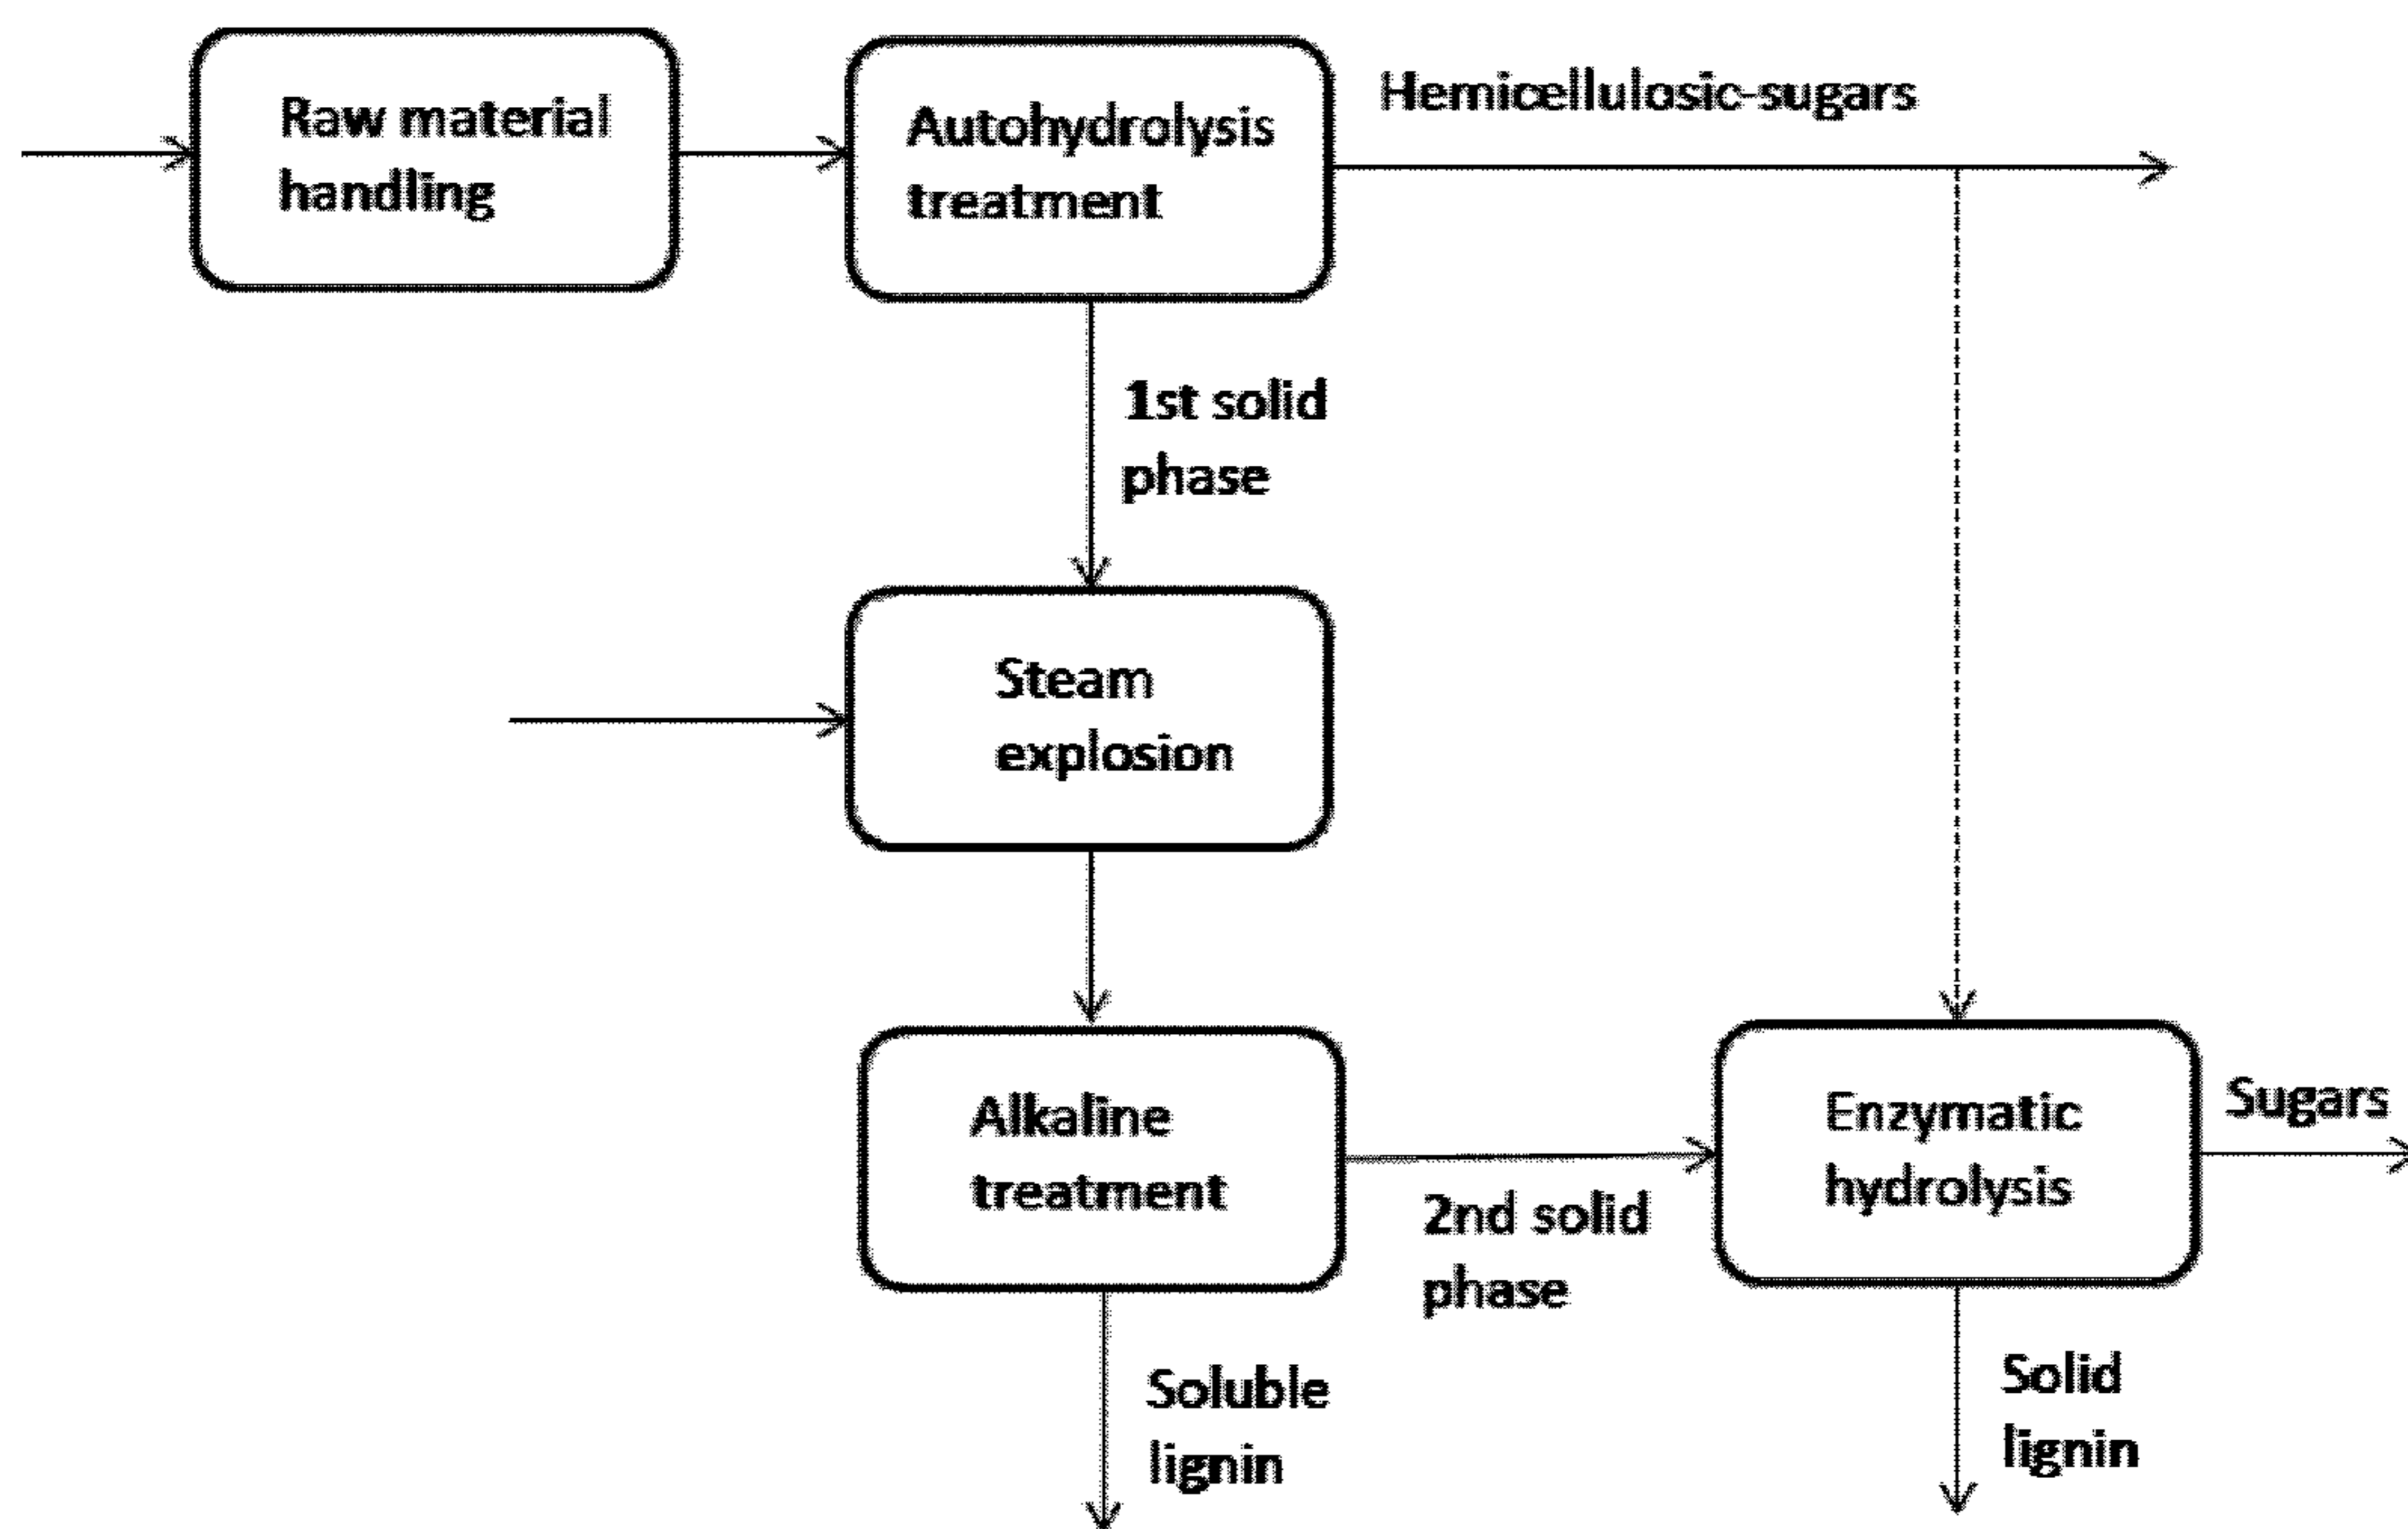 Raw material
handling
Autohydrolysis
treatment
Hemicellulosic-sugars
1st solid
phase
Steam
explosion
Alkaline
treatment
2nd solid
phase
Enzymatic
hydrolysis
Sugars
Soluble
lignin
Solid
lignin